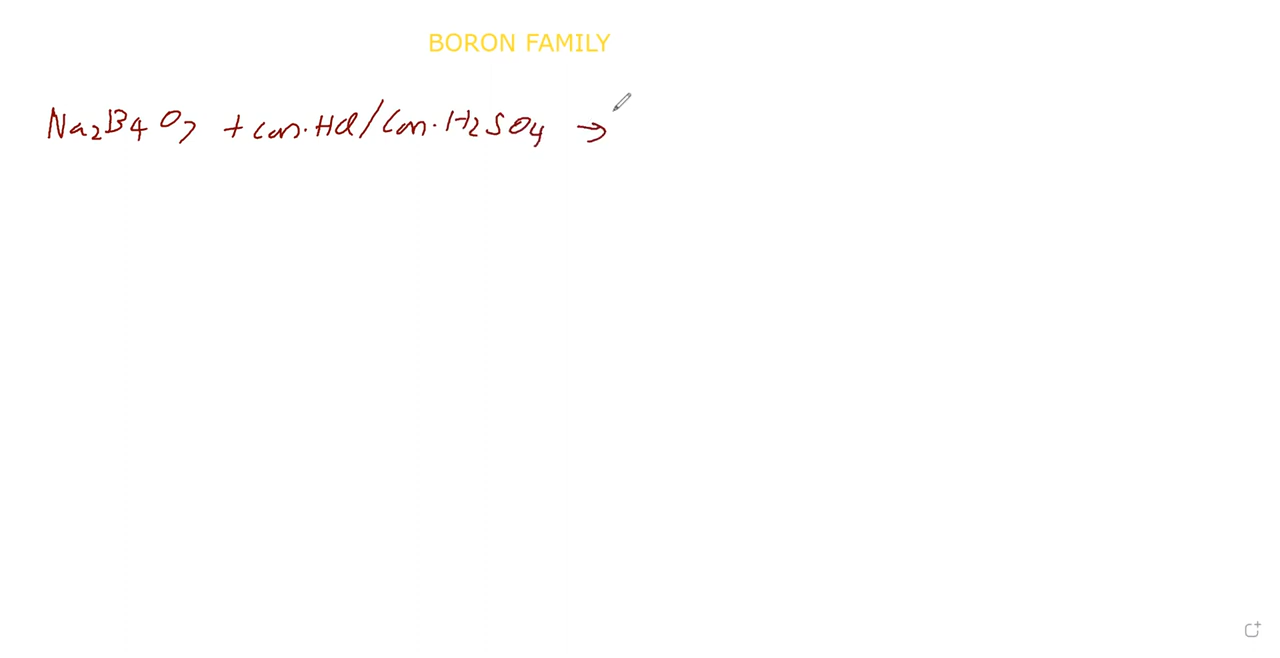 BORON FAMILY
Na2B4O7 + con. HCl / con. H2SO4 →